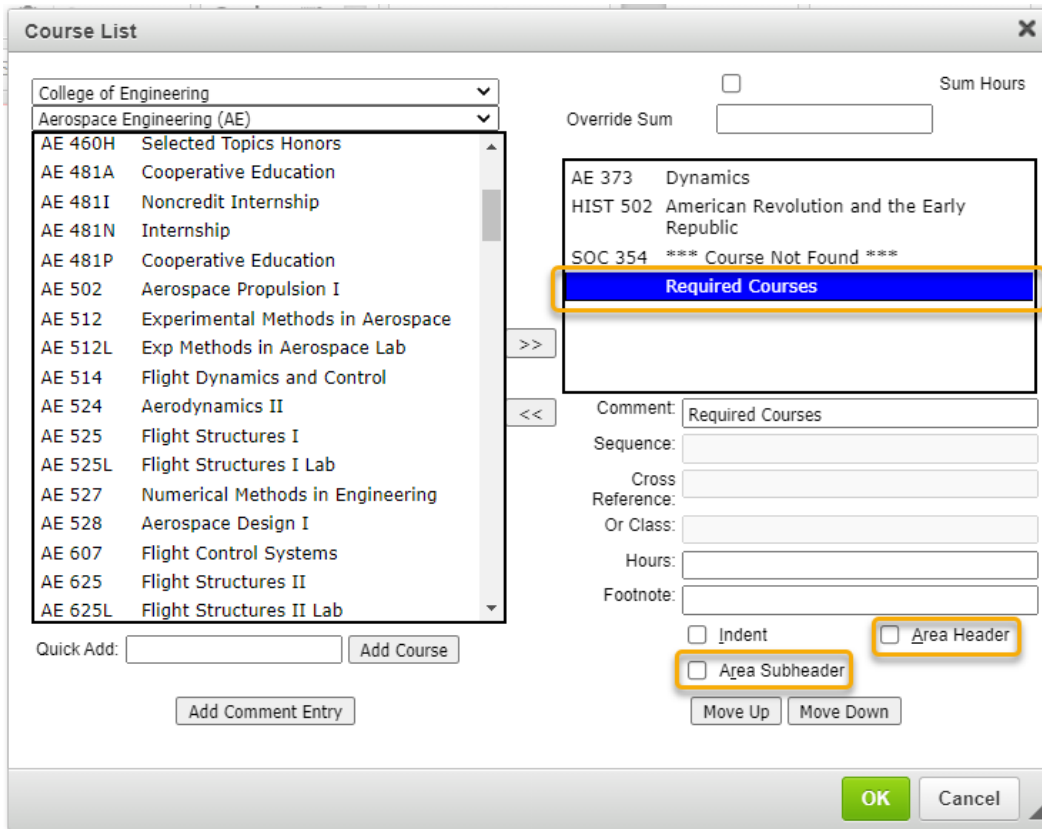 Course List
College of Engineering
Aerospace Engineering (AE)
AE 460H Selected Topics Honors
AE 481A Cooperative Education
AE 481I Noncredit Internship
AE 481N Internship
AE 481P Cooperative Education
AE 502 Aerospace Propulsion I
AE 512 Experimental Methods in Aerospace
AE 512L Exp Methods in Aerospace Lab
AE 514 Flight Dynamics and Control
AE 524 Aerodynamics II
AE 525 Flight Structures I
AE 525L Flight Structures I Lab
AE 527 Numerical Methods in Engineering
AE 528 Aerospace Design I
AE 607 Flight Control Systems
AE 625 Flight Structures II
AE 625L Flight Structures II Lab
Quick Add:
Add Course
Add Comment Entry
>>
<<
Sum Hours
Override Sum
AE 373 Dynamics
HIST 502 American Revolution and the Early
Republic
SOC 354 *** Course Not Found ***
Required Courses
Comment: Required Courses
Sequence:
Cross
Reference:
Or Class:
Hours:
Footnote:
Indent
Area Header
Area Subheader
Move Up
Move Down
OK
Cancel